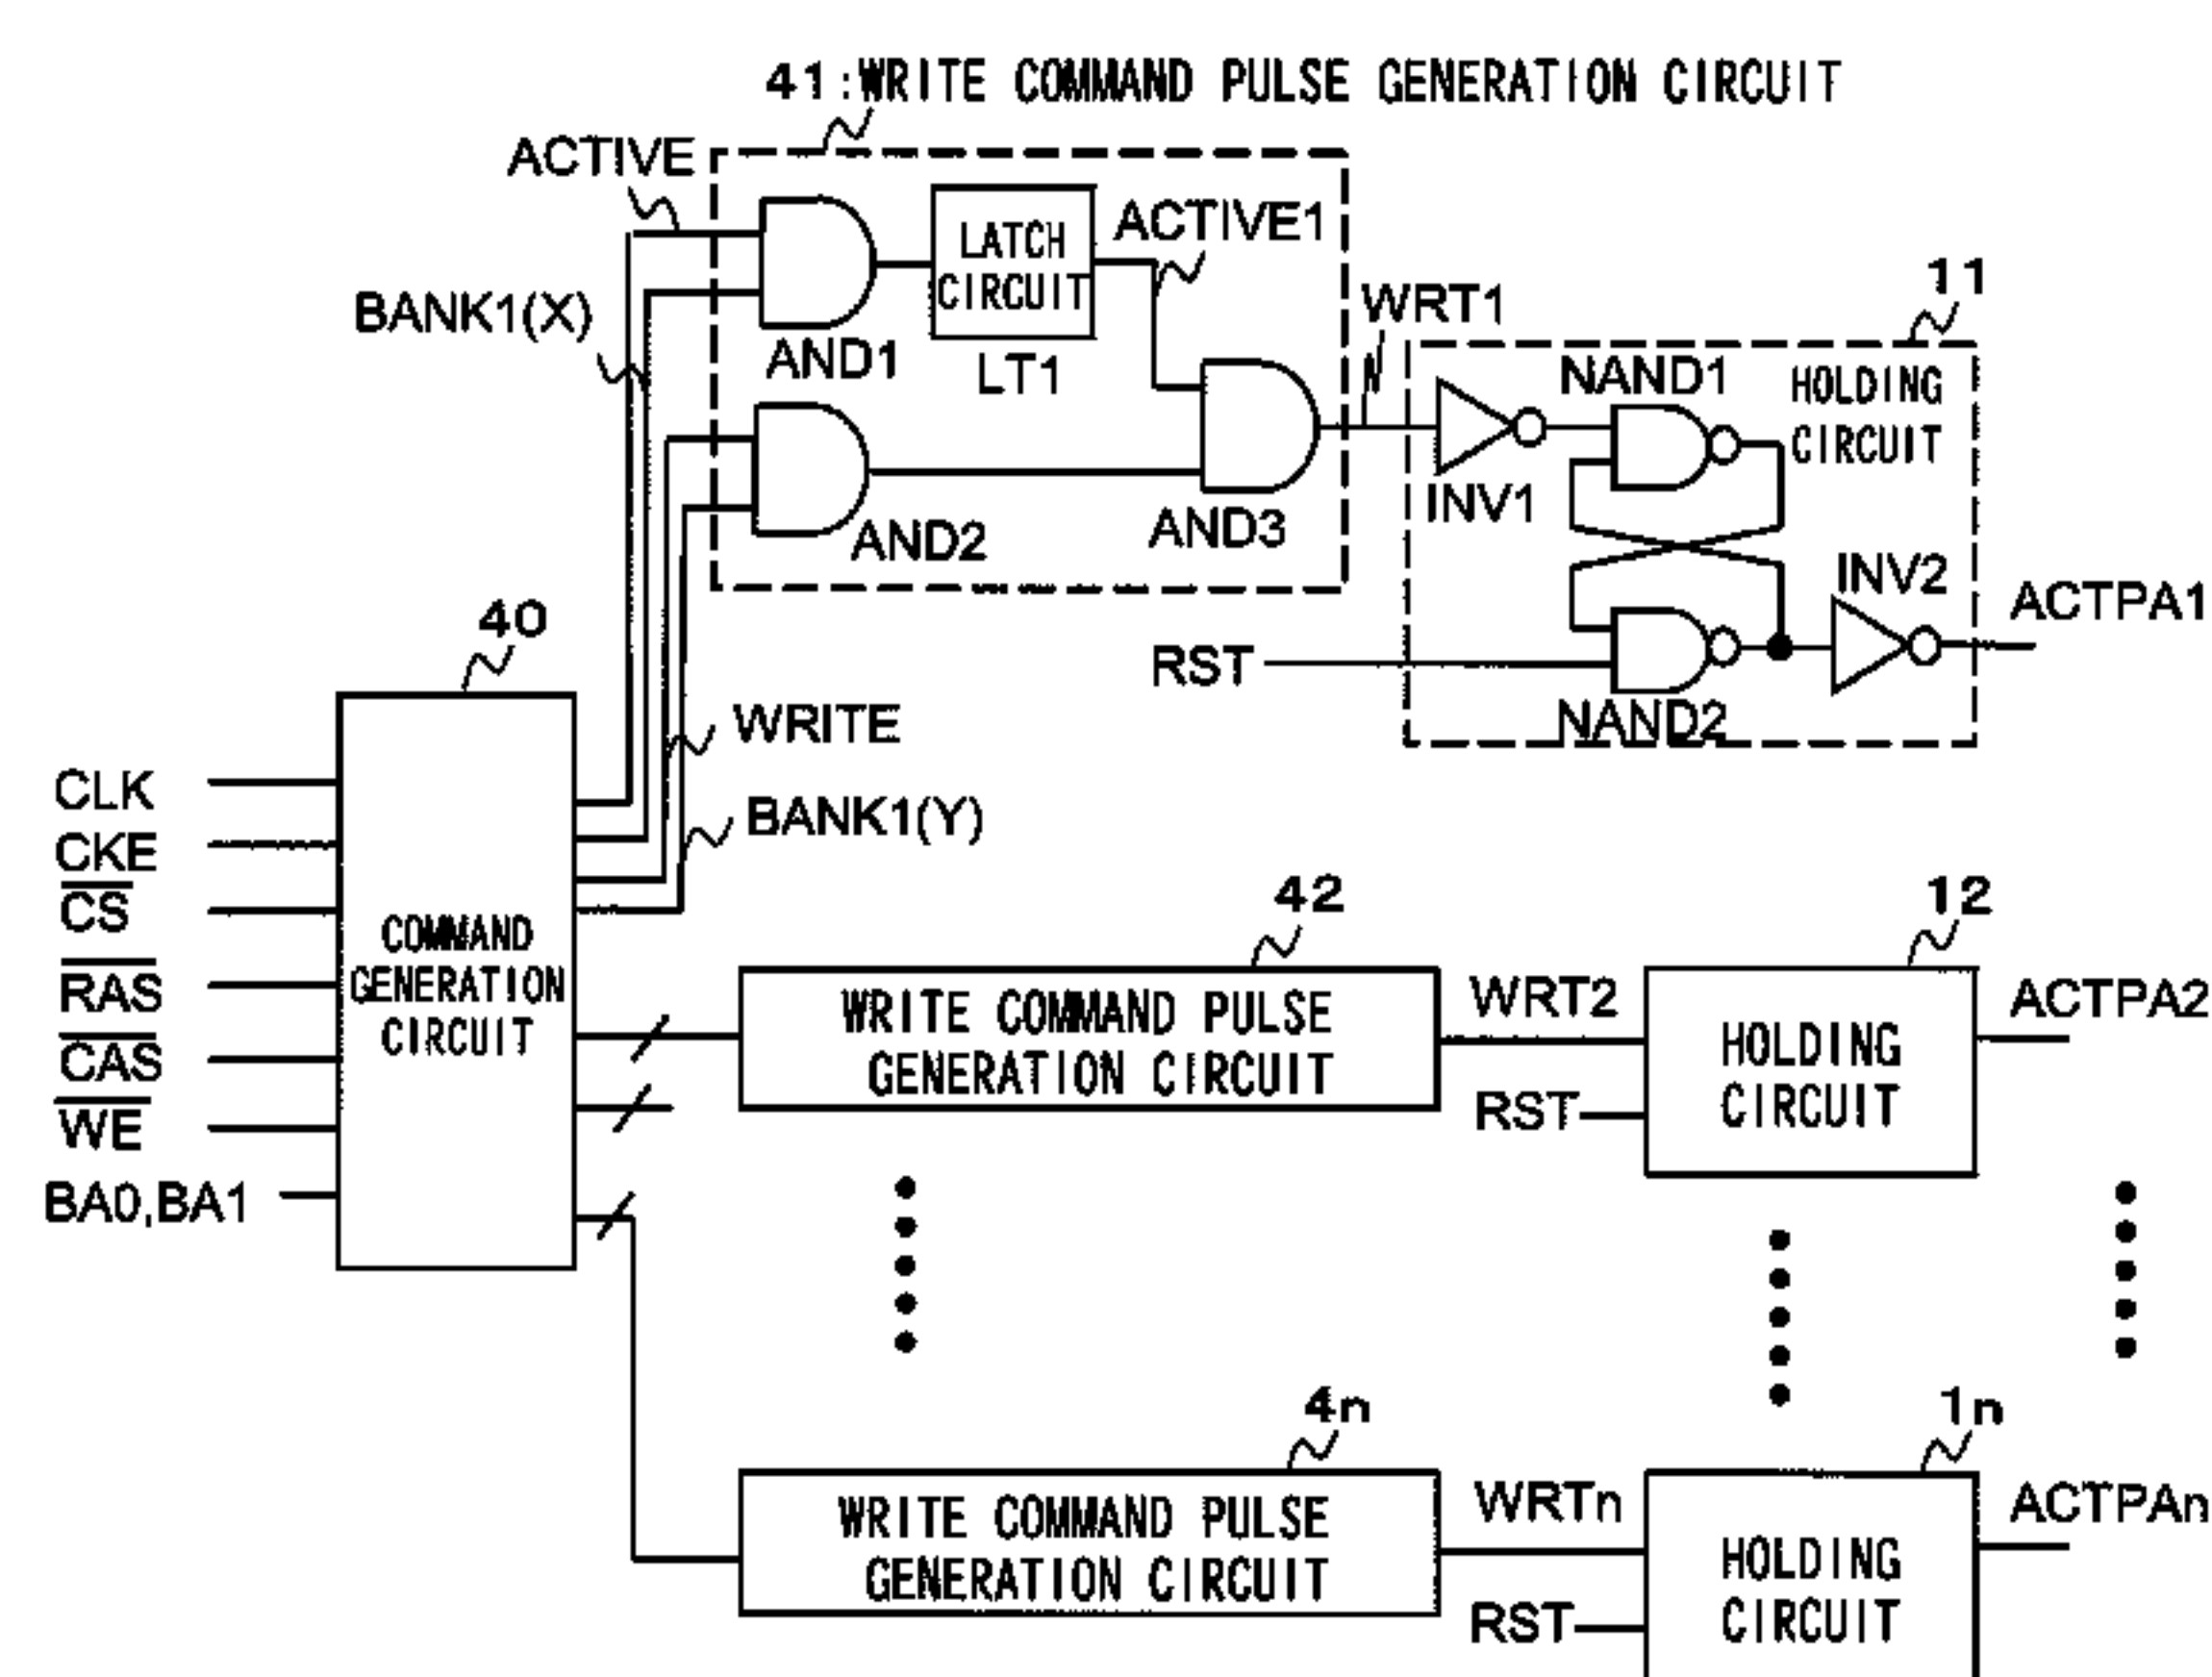 41:WRITE COMMAND PULSE GENERATION CIRCUIT
ACTIVE
LATCH
CIRCUIT
ACTIVE1
BANK1(X)
AND1
LT1
WRT1
11
NAND1
HOLDING
CIRCUIT
INV1
AND2
AND3
INV2
ACTPA1
40
RST
NAND2
WRITE
BANK1(Y)
CLK
CKE
CS
RAS
CAS
WE
BA0,BA1
COMMAND
GENERATION
CIRCUIT
42
WRITE COMMAND PULSE
GENERATION CIRCUIT
WRT2
RST
12
HOLDING
CIRCUIT
ACTPA2
4n
WRITE COMMAND PULSE
GENERATION CIRCUIT
WRTn
RST
1n
HOLDING
CIRCUIT
ACTPAn